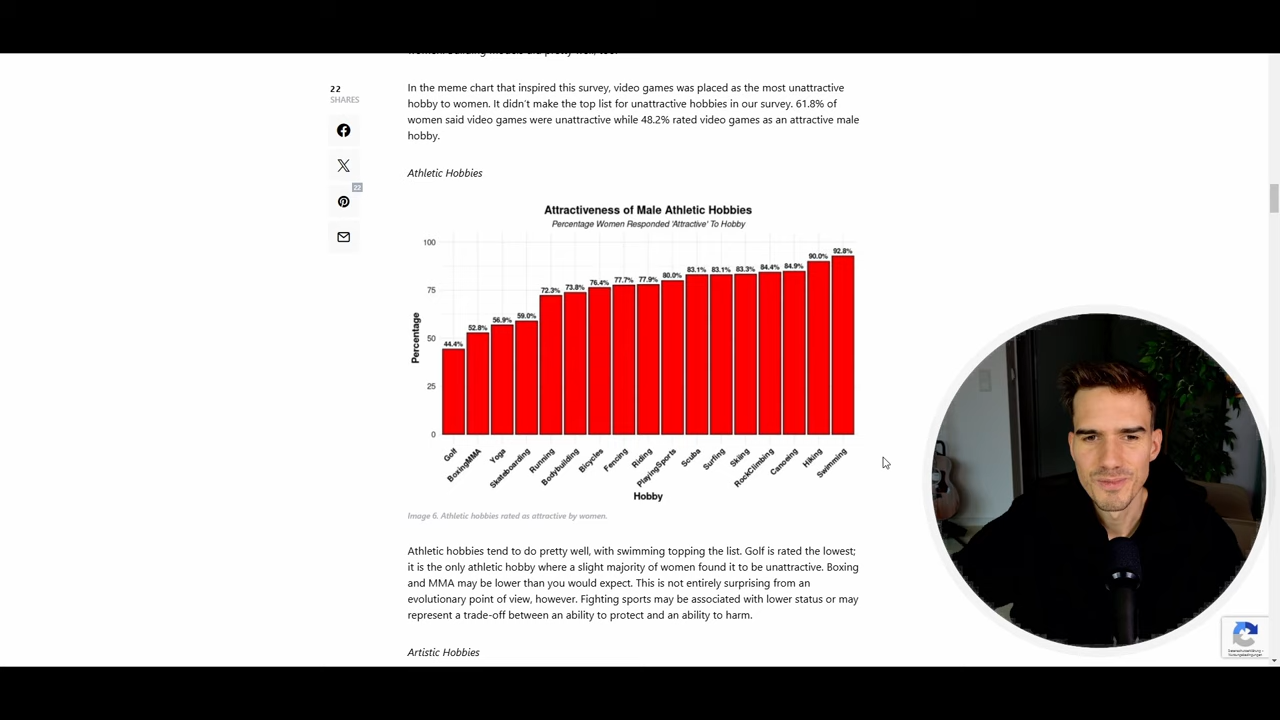 22
SHARES
22
In the meme chart that inspired this survey, video games was placed as the most unattractive
hobby to women. It didn't make the top list for unattractive hobbies in our survey. 61.8% of
women said video games were unattractive while 48.2% rated video games as an attractive male
hobby.
Athletic Hobbies
Attractiveness of Male Athletic Hobbies
Percentage Women Responded 'Attractive' To Hobby
Percentage
100
75
50
25
0
44.4%
52.8%
56.9%
59.0%
72.3%
73.8%
76.4%
77.7%
77.9%
80.0%
83.1%
83.1%
83.3%
84.4%
84.9%
90.0%
92.8%
Golf
BoxingMMA
Yoga
Skateboarding
Running
Bodybuilding
Bicycles
Fencing
Riding
PlayingSports
Scuba
Surfing
Skiing
RockClimbing
Canoeing
Hiking
Swimming
Hobby
Image 6. Athletic hobbies rated as attractive by women.
Athletic hobbies tend to do pretty well, with swimming topping the list. Golf is rated the lowest;
it is the only athletic hobby where a slight majority of women found it to be unattractive. Boxing
and MMA may be lower than you would expect. This is not entirely surprising from an
evolutionary point of view, however. Fighting sports may be associated with lower status or may
represent a trade-off between an ability to protect and an ability to harm.
Artistic Hobbies